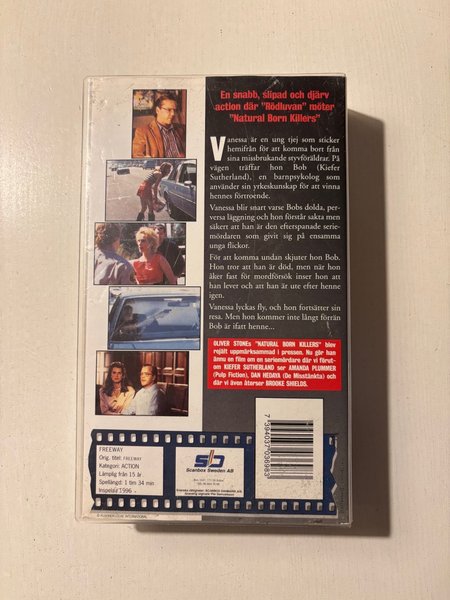 En snabb, slipad och djärv
action där "Rödluvan" möter
"Natural Born Killers"
Vanessa är en ung tjej som sticker
hemifrån för att komma bort från
sina missbrukande styvföräldrar. På
vägen träffar hon Bob (Kiefer
Sutherland), en barnpsykolog som
använder sin yrkeskunskap för att vinna
hennes förtroende.
Vanessa blir snart varse Bobs dolda, per-
versa läggning och hon förstår sakta men
säkert att han är den efterspanade serie-
mördaren som givit sig på ensamma
unga flickor.
För att komma undan skjuter hon Bob.
Hon tror att han är död, men när hon
åker fast för mordförsök inser hon att
han lever och att han är ute efter henne
igen.
Vanessa lyckas fly, och hon fortsätter sin
resa. Men hon kommer inte långt förrän
Bob är ifatt henne...
OLIVER STONEs "NATURAL BORN KILLERS" blev
rejält uppmärksammad i pressen. Nu gör han
ännu en film om en seriemördare där vi förut-
om KIEFER SUTHERLAND ser AMANDA PLUMMER
(Pulp Fiction), DAN HEDAYA (De Misstänkta) och
där vi även återser BROOKE SHIELDS.
FREEWAY
Orig. titel: FREEWAY
Kategori: ACTION
Lämplig från 15 år
Spellängd: 1 tim 34 min
Inspelat 1996
sb
Scanbox Sweden AB
7394037036983